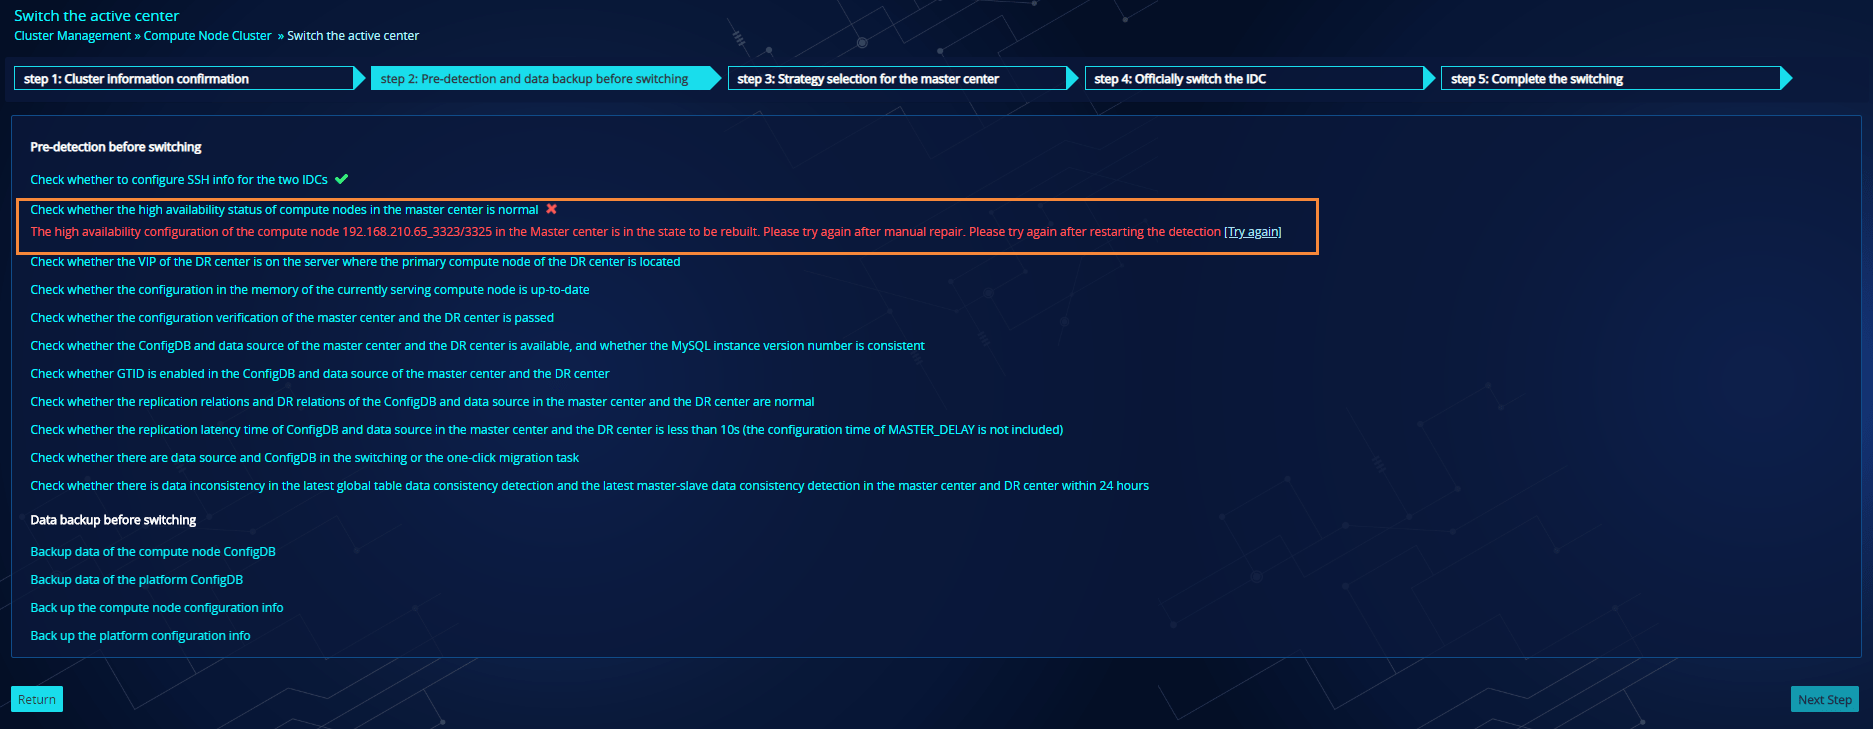 Switch the active center
Cluster Management » Compute Node Cluster » Switch the active center
step 1: Cluster information confirmation
step 2: Pre-detection and data backup before switching
step 3: Strategy selection for the master center
step 4: Officially switch the IDC
step 5: Complete the switching
Pre-detection before switching
Check whether to configure SSH info for the two IDCs
Check whether the high availability status of compute nodes in the master center is normal
The high availability configuration of the compute node 192.168.210.65_3323/3325 in the Master center is in the state to be rebuilt. Please try again after manual repair. Please try again after restarting the detection [Try again]
Check whether the VIP of the DR center is on the server where the primary compute node of the DR center is located
Check whether the configuration in the memory of the currently serving compute node is up-to-date
Check whether the configuration verification of the master center and the DR center is passed
Check whether the ConfigDB and data source of the master center and the DR center is available, and whether the MySQL instance version number is consistent
Check whether GTID is enabled in the ConfigDB and data source of the master center and the DR center
Check whether the replication relations and DR relations of the ConfigDB and data source in the master center and the DR center are normal
Check whether the replication latency time of ConfigDB and data source in the master center and the DR center is less than 10s (the configuration time of MASTER_DELAY is not included)
Check whether there are data source and ConfigDB in the switching or the one-click migration task
Check whether there is data inconsistency in the latest global table data consistency detection and the latest master-slave data consistency detection in the master center and DR center within 24 hours
Data backup before switching
Backup data of the compute node ConfigDB
Backup data of the platform ConfigDB
Back up the compute node configuration info
Back up the platform configuration info
Return
Next Step